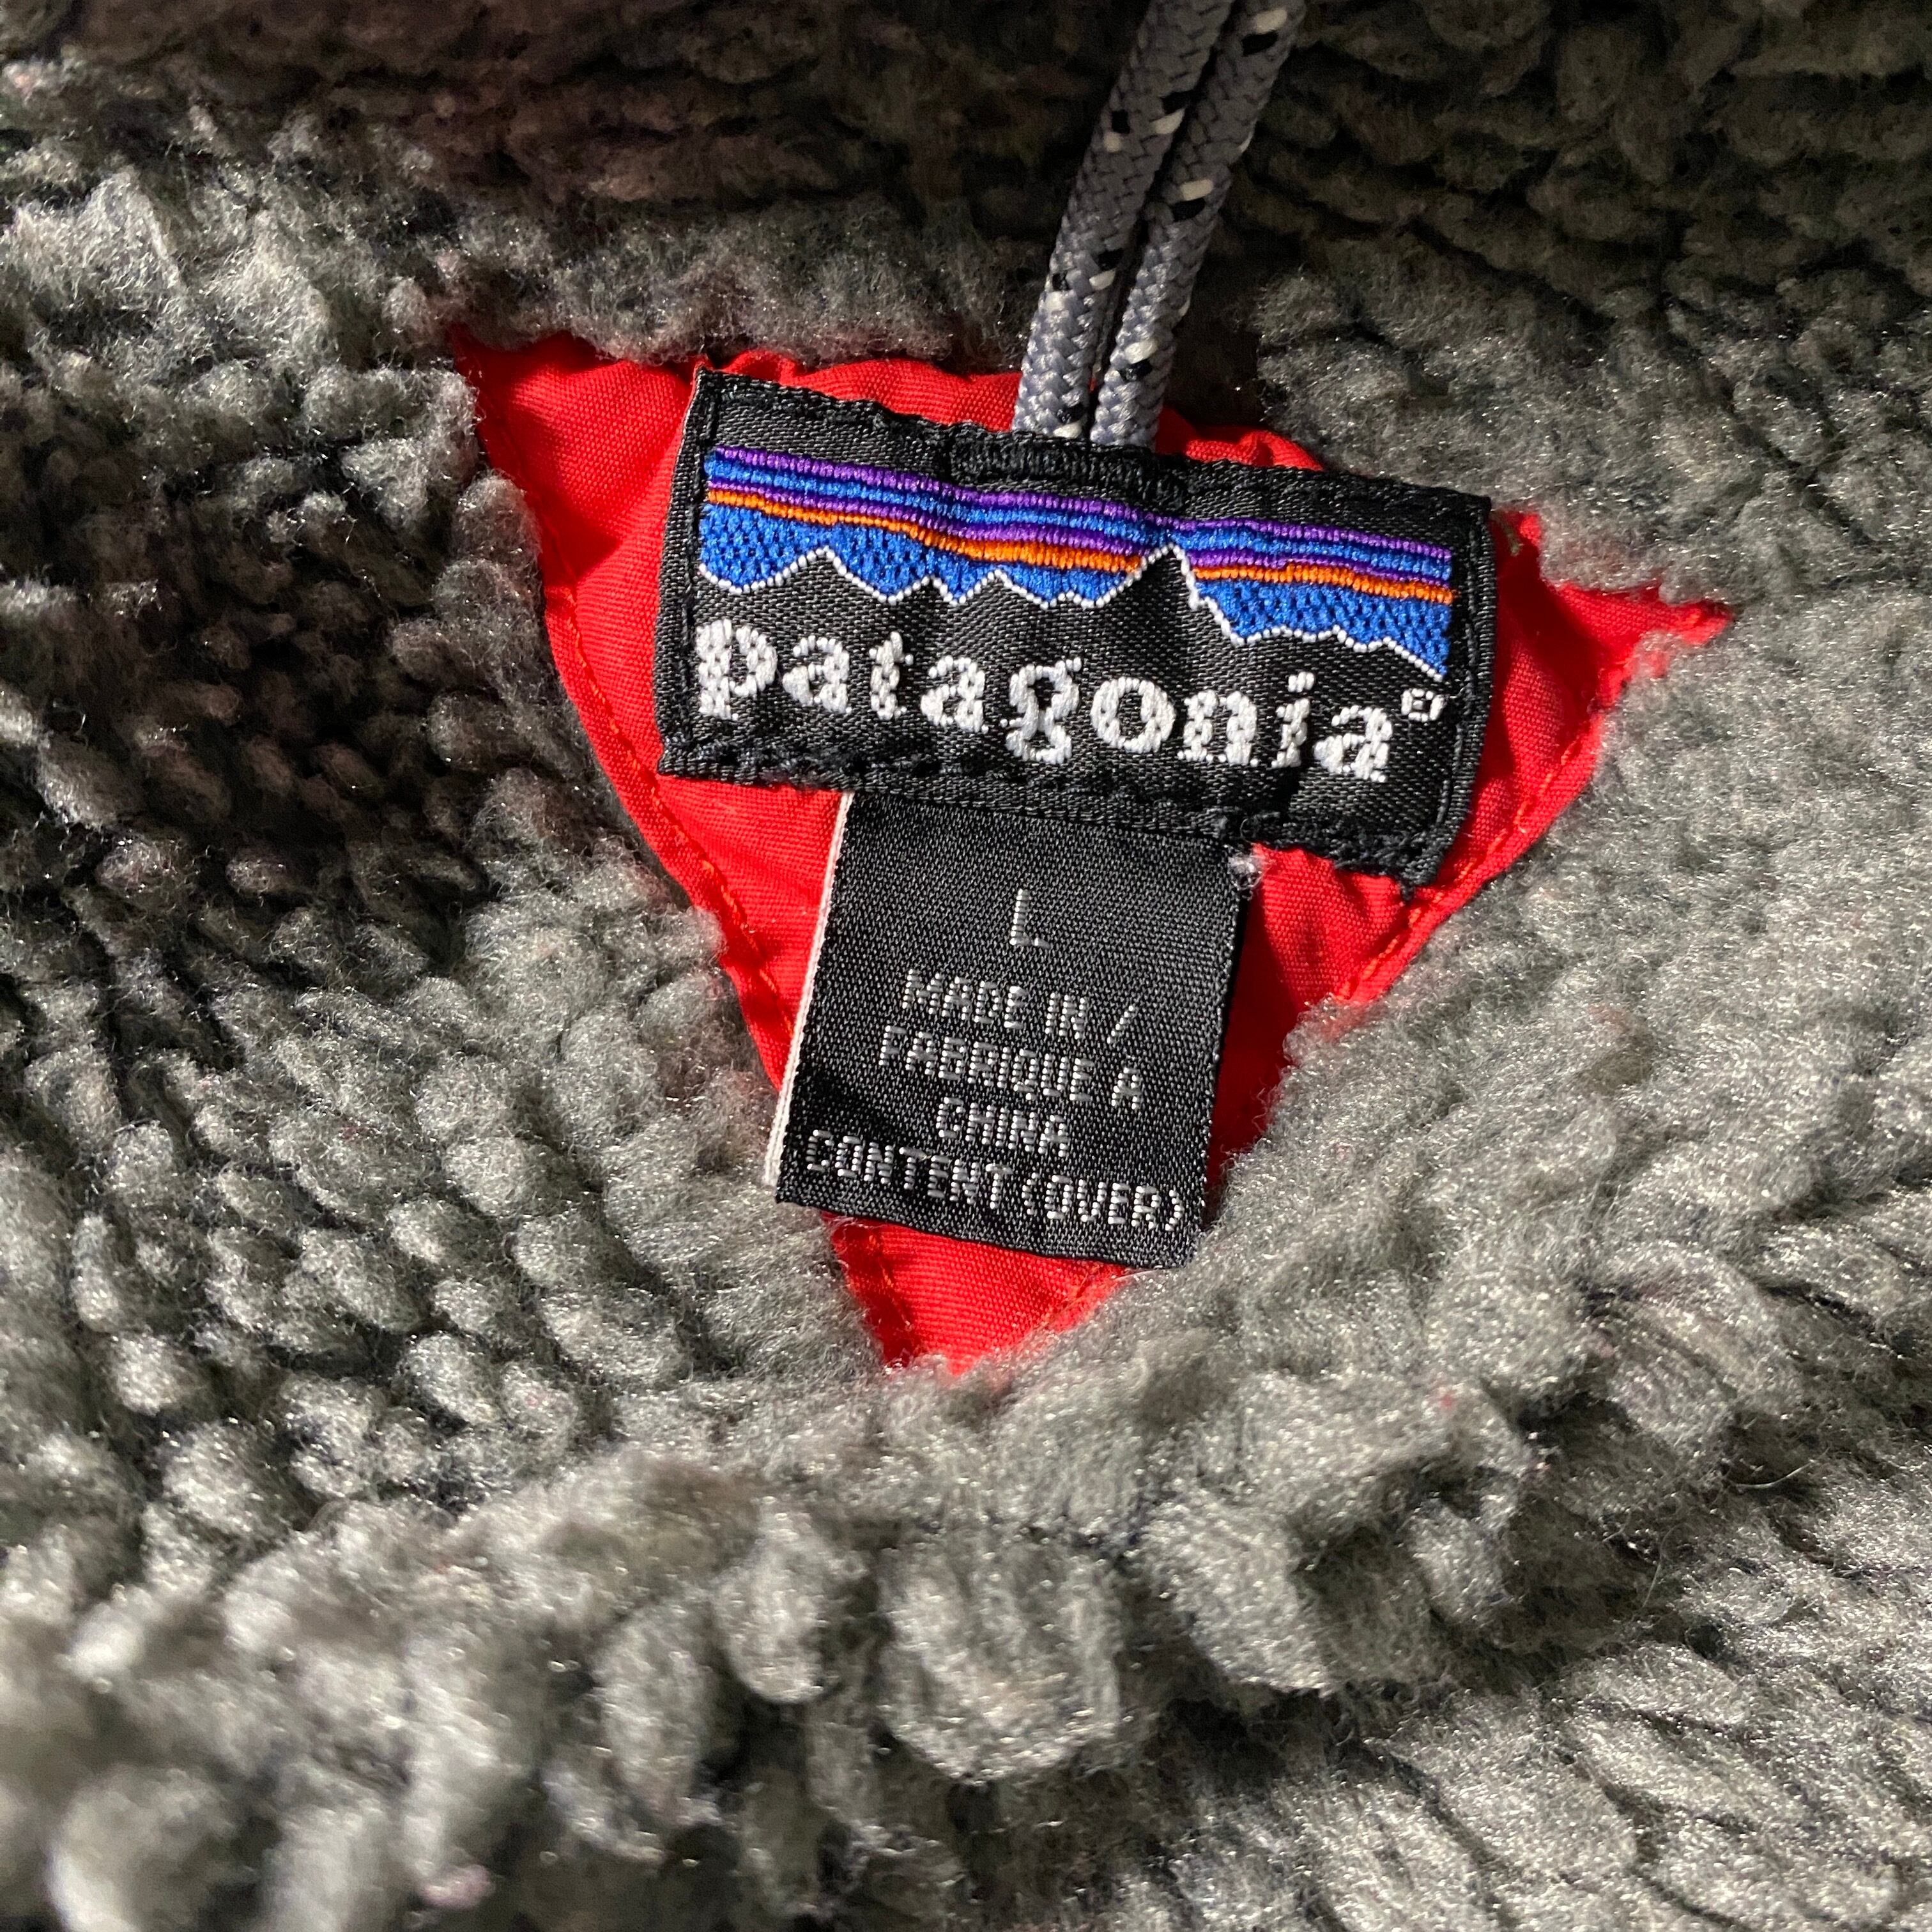 patagonia®
L
MADE IN /
FABRIQUE A
CHINA
CONTENT (OVER)